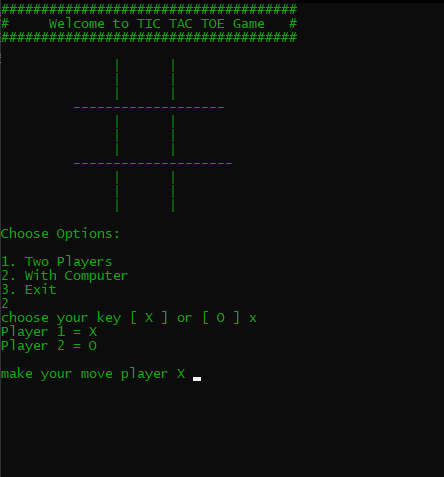 #####################################
#     Welcome to TIC TAC TOE Game   #
#####################################
              |      |
              |      |
              |      |
         -------------------
              |      |
              |      |
              |      |
         --------------------
              |      |
              |      |
              |      |
Choose Options:
1. Two Players
2. With Computer
3. Exit
2
choose your key [ X ] or [ O ] x
Player 1 = X
Player 2 = O
make your move player X